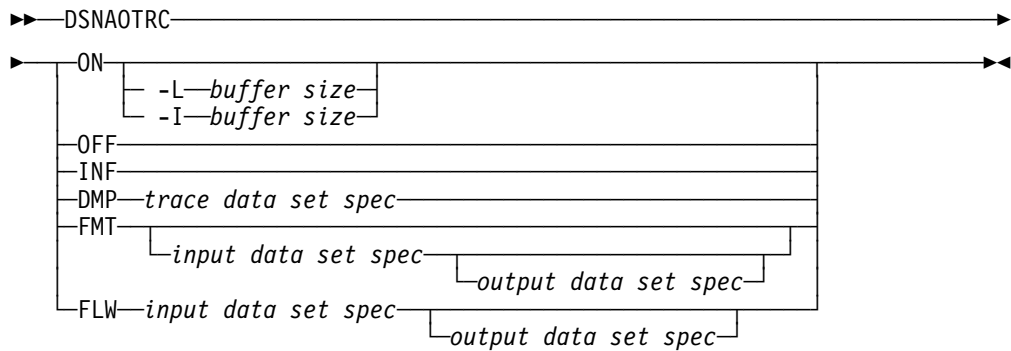 DSNAOTRC
ON
-L buffer size
-I buffer size
OFF
INF
DMP trace data set spec
FMT
input data set spec
output data set spec
FLW input data set spec
output data set spec